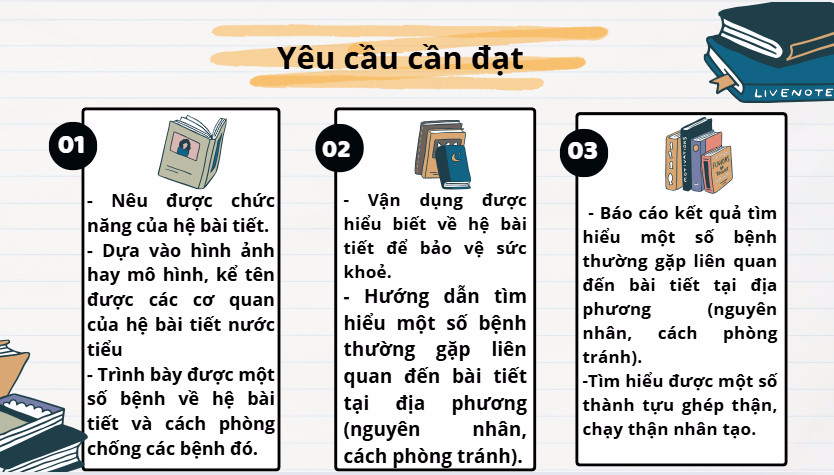 Yêu cầu cần đạt
LIVENOTE
01
- Nêu được chức
năng của hệ bài tiết.
- Dựa vào hình ảnh
hay mô hình, kể tên
được các cơ quan
của hệ bài tiết nước
tiểu
- Trình bày được một
số bệnh về hệ bài
tiết và cách phòng
chống các bệnh đó.
02
- Vận dụng được
hiểu biết về hệ bài
tiết để bảo vệ sức
khoẻ.
- Hướng dẫn tìm
hiểu một số bệnh
thường gặp liên
quan đến bài tiết
tại địa phương
(nguyên nhân,
cách phòng tránh).
03
- Báo cáo kết quả tìm
hiểu một số bệnh
thường gặp liên quan
đến bài tiết tại địa
phương (nguyên
nhân, cách phòng
tránh).
-Tìm hiểu được một số
thành tựu ghép thận,
chạy thận nhân tạo.